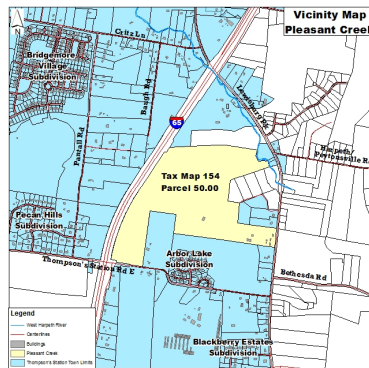 Vicinity Map
Pleasant Creek
N
Critz Ln
Bridgemore
Village
Subdivision
Baugh Rd
65
Lewisburg Pk
Pantall Rd
Harpeth/
Peytonsville Rd
Tax Map 154
Parcel 50.00
Pecan Hills
Subdivision
Arbor Lake
Subdivision
Thompson's Station Rd E
Bethesda Rd
Blackberry Estates
Subdivision
Legend
West Harpeth River
Centerlines
Buildings
Pleasant Creek
Thompson's Station Town Limits